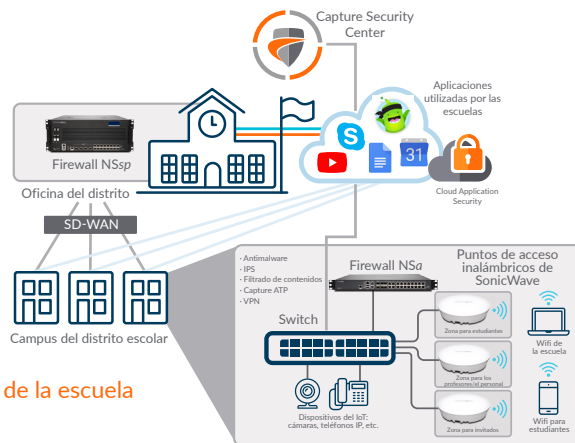 Capture Security
Center
Aplicaciones
utilizadas por las
escuelas
31
Cloud Application
Security
Firewall NSsp
Oficina del distrito
SD-WAN
Campus del distrito escolar
de la escuela
· Antimalware
· IPS
· Filtrado de contenidos
· Capture ATP
· VPN
Firewall NSa
Switch
Dispositivos del IoT:
cámaras, teléfonos IP, etc.
Puntos de acceso
inalámbricos de
SonicWave
Zona para estudiantes
Zona para los
profesores/el personal
Zona para invitados
Wifi de
la escuela
Wifi para
estudiantes